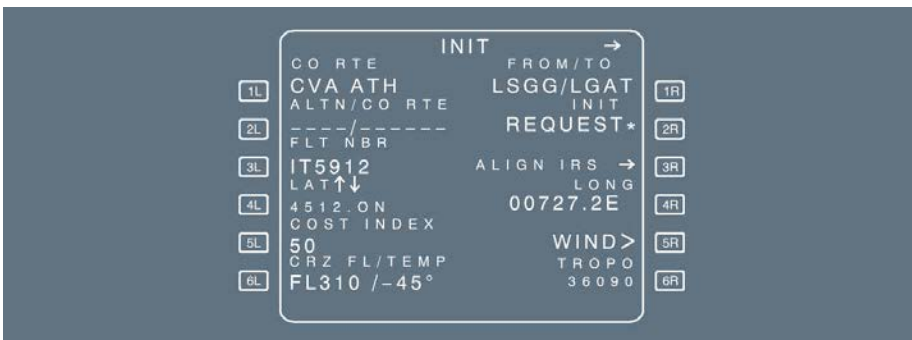 INIT →
CO RTE FROM/TO
1L CVA ATH LSGG/LGAT 1R
ALTN/CO RTE INIT
2L ----/------ REQUEST* 2R
FLT NBR
3L IT5912 ALIGN IRS → 3R
LAT↑↓ LONG
4L 4512.ON 00727.2E 4R
COST INDEX
5L 50 WIND> 5R
CRZ FL/TEMP TROPO
6L FL310 /-45° 36090 6R